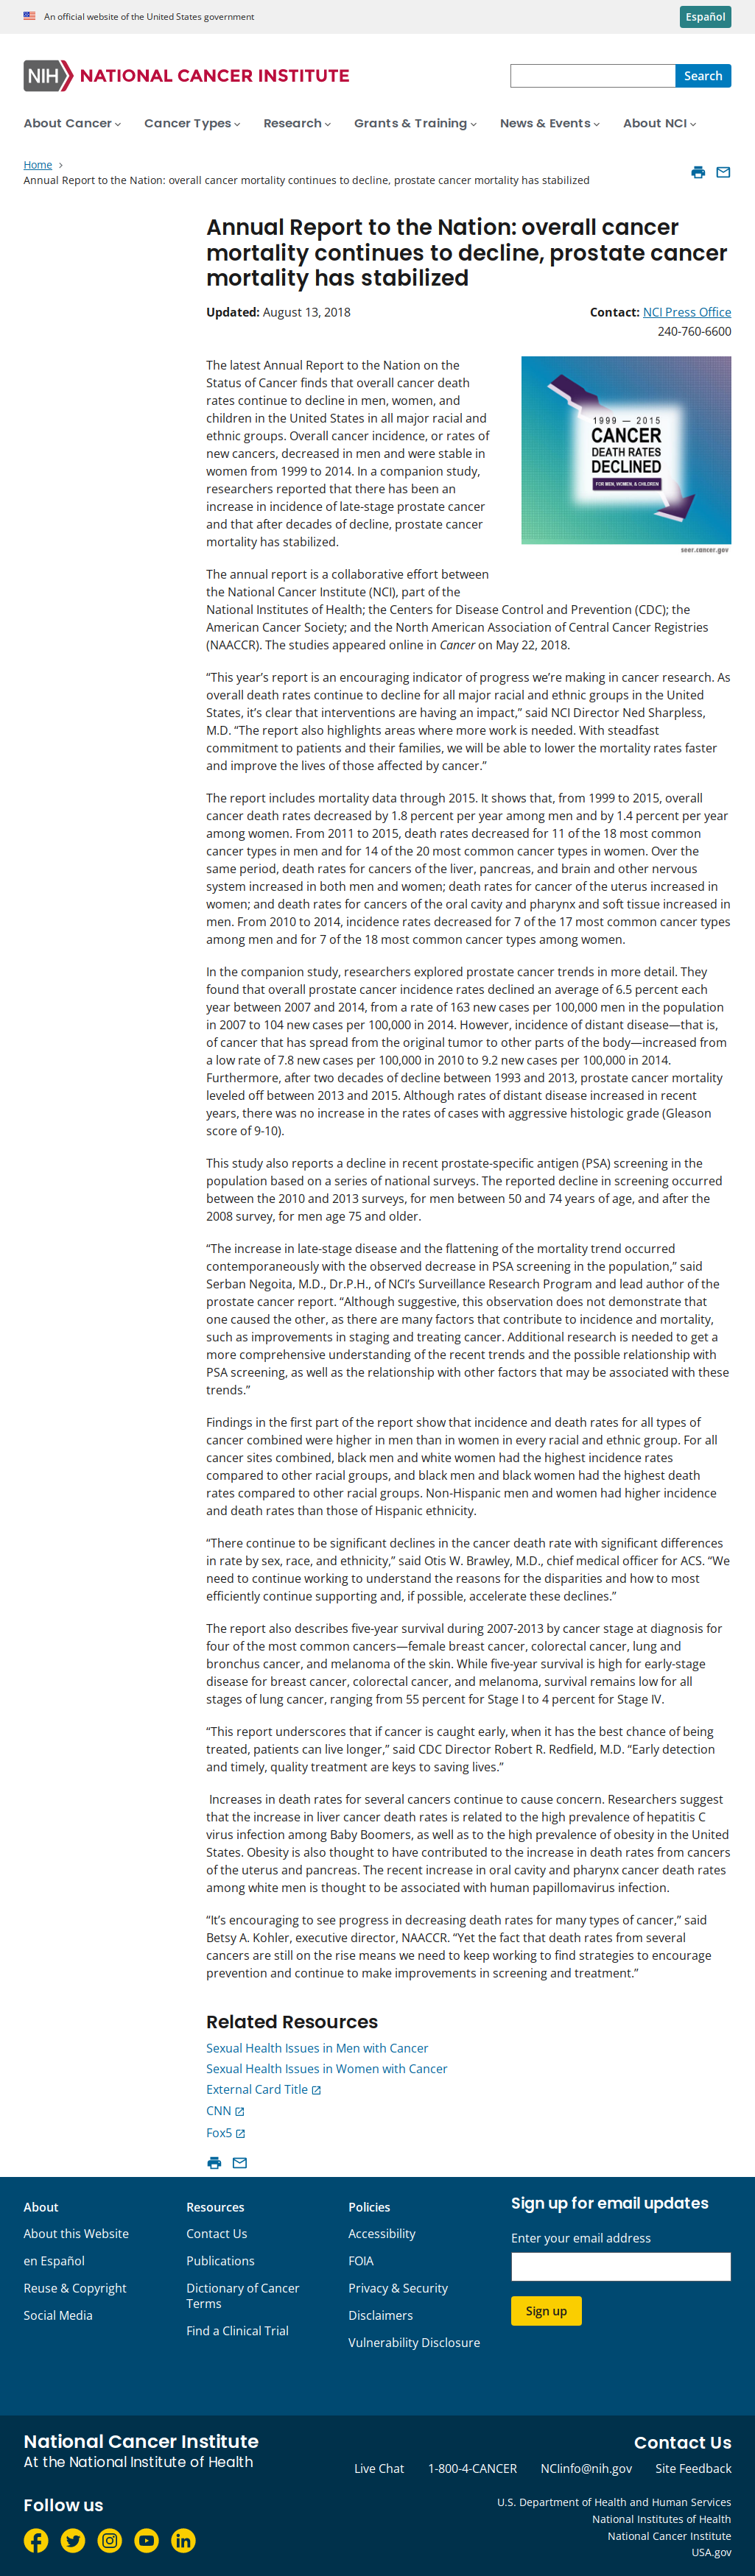 An official website of the United States government
Español
NIH NATIONAL CANCER INSTITUTE
Search
About Cancer
Cancer Types
Research
Grants & Training
News & Events
About NCI
Home
Annual Report to the Nation: overall cancer mortality continues to decline, prostate cancer mortality has stabilized
Annual Report to the Nation: overall cancer
mortality continues to decline, prostate cancer
mortality has stabilized
Updated: August 13, 2018
Contact: NCI Press Office
240-760-6600
The latest Annual Report to the Nation on the
Status of Cancer finds that overall cancer death
rates continue to decline in men, women, and
children in the United States in all major racial and
ethnic groups. Overall cancer incidence, or rates of
new cancers, decreased in men and were stable in
women from 1999 to 2014. In a companion study,
researchers reported that there has been an
increase in incidence of late-stage prostate cancer
and that after decades of decline, prostate cancer
mortality has stabilized.
1999 — 2015
CANCER
DEATH RATES
DECLINED
FOR MEN, WOMEN, & CHILDREN
seer.cancer.gov
The annual report is a collaborative effort between
the National Cancer Institute (NCI), part of the
National Institutes of Health; the Centers for Disease Control and Prevention (CDC); the
American Cancer Society; and the North American Association of Central Cancer Registries
(NAACCR). The studies appeared online in Cancer on May 22, 2018.
“This year’s report is an encouraging indicator of progress we’re making in cancer research. As
overall death rates continue to decline for all major racial and ethnic groups in the United
States, it’s clear that interventions are having an impact,” said NCI Director Ned Sharpless,
M.D. “The report also highlights areas where more work is needed. With steadfast
commitment to patients and their families, we will be able to lower the mortality rates faster
and improve the lives of those affected by cancer.”
The report includes mortality data through 2015. It shows that, from 1999 to 2015, overall
cancer death rates decreased by 1.8 percent per year among men and by 1.4 percent per year
among women. From 2011 to 2015, death rates decreased for 11 of the 18 most common
cancer types in men and for 14 of the 20 most common cancer types in women. Over the
same period, death rates for cancers of the liver, pancreas, and brain and other nervous
system increased in both men and women; death rates for cancer of the uterus increased in
women; and death rates for cancers of the oral cavity and pharynx and soft tissue increased in
men. From 2010 to 2014, incidence rates decreased for 7 of the 17 most common cancer types
among men and for 7 of the 18 most common cancer types among women.
In the companion study, researchers explored prostate cancer trends in more detail. They
found that overall prostate cancer incidence rates declined an average of 6.5 percent each
year between 2007 and 2014, from a rate of 163 new cases per 100,000 men in the population
in 2007 to 104 new cases per 100,000 in 2014. However, incidence of distant disease—that is,
of cancer that has spread from the original tumor to other parts of the body—increased from
a low rate of 7.8 new cases per 100,000 in 2010 to 9.2 new cases per 100,000 in 2014.
Furthermore, after two decades of decline between 1993 and 2013, prostate cancer mortality
leveled off between 2013 and 2015. Although rates of distant disease increased in recent
years, there was no increase in the rates of cases with aggressive histologic grade (Gleason
score of 9-10).
This study also reports a decline in recent prostate-specific antigen (PSA) screening in the
population based on a series of national surveys. The reported decline in screening occurred
between the 2010 and 2013 surveys, for men between 50 and 74 years of age, and after the
2008 survey, for men age 75 and older.
“The increase in late-stage disease and the flattening of the mortality trend occurred
contemporaneously with the observed decrease in PSA screening in the population,” said
Serban Negoita, M.D., Dr.P.H., of NCI’s Surveillance Research Program and lead author of the
prostate cancer report. “Although suggestive, this observation does not demonstrate that
one caused the other, as there are many factors that contribute to incidence and mortality,
such as improvements in staging and treating cancer. Additional research is needed to get a
more comprehensive understanding of the recent trends and the possible relationship with
PSA screening, as well as the relationship with other factors that may be associated with these
trends.”
Findings in the first part of the report show that incidence and death rates for all types of
cancer combined were higher in men than in women in every racial and ethnic group. For all
cancer sites combined, black men and white women had the highest incidence rates
compared to other racial groups, and black men and black women had the highest death
rates compared to other racial groups. Non-Hispanic men and women had higher incidence
and death rates than those of Hispanic ethnicity.
“There continue to be significant declines in the cancer death rate with significant differences
in rate by sex, race, and ethnicity,” said Otis W. Brawley, M.D., chief medical officer for ACS. “We
need to continue working to understand the reasons for the disparities and how to most
efficiently continue supporting and, if possible, accelerate these declines.”
The report also describes five-year survival during 2007-2013 by cancer stage at diagnosis for
four of the most common cancers—female breast cancer, colorectal cancer, lung and
bronchus cancer, and melanoma of the skin. While five-year survival is high for early-stage
disease for breast cancer, colorectal cancer, and melanoma, survival remains low for all
stages of lung cancer, ranging from 55 percent for Stage I to 4 percent for Stage IV.
“This report underscores that if cancer is caught early, when it has the best chance of being
treated, patients can live longer,” said CDC Director Robert R. Redfield, M.D. “Early detection
and timely, quality treatment are keys to saving lives.”
Increases in death rates for several cancers continue to cause concern. Researchers suggest
that the increase in liver cancer death rates is related to the high prevalence of hepatitis C
virus infection among Baby Boomers, as well as to the high prevalence of obesity in the United
States. Obesity is also thought to have contributed to the increase in death rates from cancers
of the uterus and pancreas. The recent increase in oral cavity and pharynx cancer death rates
among white men is thought to be associated with human papillomavirus infection.
“It’s encouraging to see progress in decreasing death rates for many types of cancer,” said
Betsy A. Kohler, executive director, NAACCR. “Yet the fact that death rates from several
cancers are still on the rise means we need to keep working to find strategies to encourage
prevention and continue to make improvements in screening and treatment.”
Related Resources
Sexual Health Issues in Men with Cancer
Sexual Health Issues in Women with Cancer
External Card Title
CNN
Fox5
About
About this Website
en Español
Reuse & Copyright
Social Media
Resources
Contact Us
Publications
Dictionary of Cancer
Terms
Find a Clinical Trial
Policies
Accessibility
FOIA
Privacy & Security
Disclaimers
Vulnerability Disclosure
Sign up for email updates
Enter your email address
Sign up
National Cancer Institute
At the National Institute of Health
Contact Us
Live Chat
1-800-4-CANCER
NCIinfo@nih.gov
Site Feedback
Follow us
U.S. Department of Health and Human Services
National Institutes of Health
National Cancer Institute
USA.gov